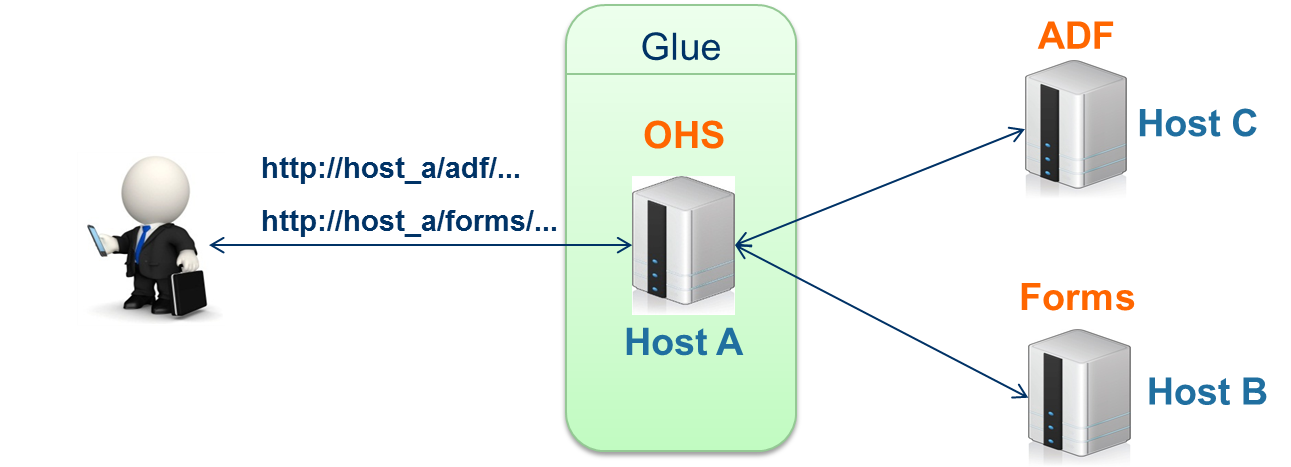 Glue
ADF
OHS
Host C
http://host_a/adf/...
http://host_a/forms/...
Forms
Host A
Host B